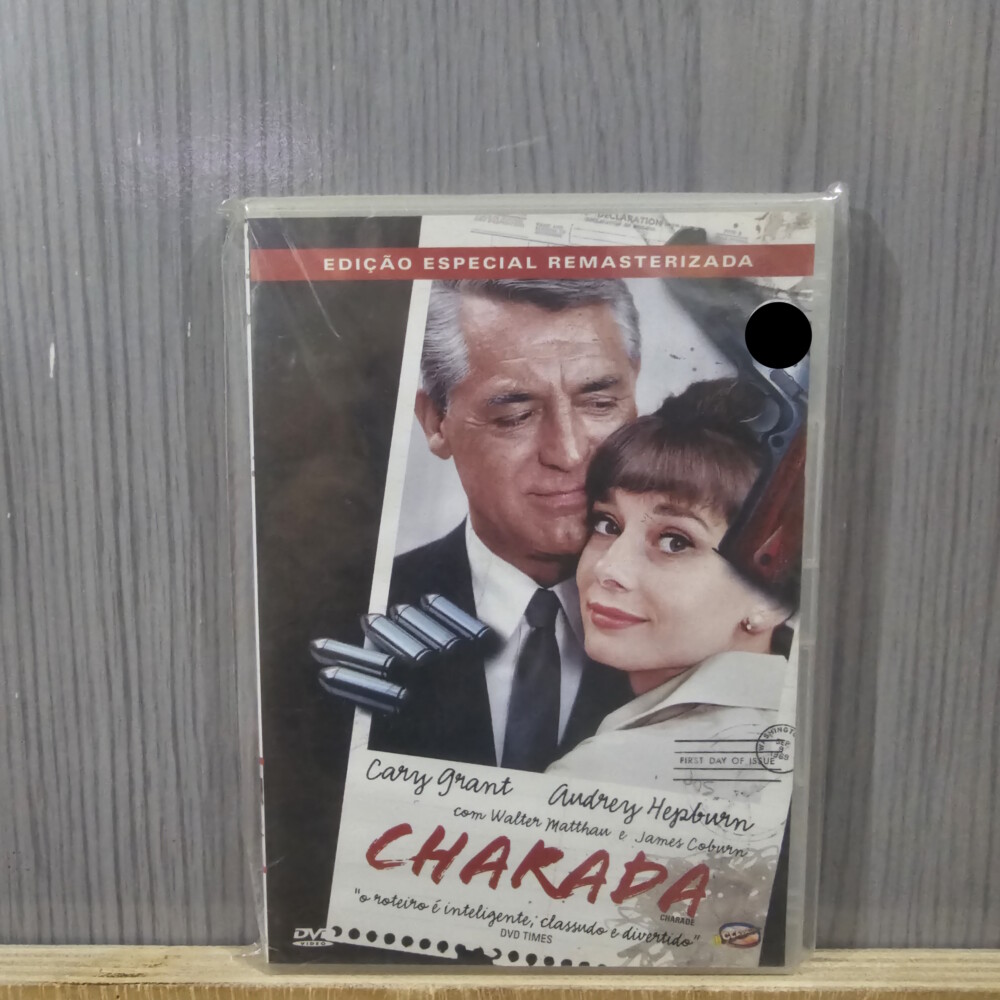 DECLARATION
EDIÇÃO ESPECIAL REMASTERIZADA
WASHINGTON
FIRST DAY OF ISSUE
Cary Grant Audrey Hepburn
com Walter Matthau e James Coburn
CHARADA
CHARADE
"o roteiro é inteligente, classudo e divertido"
DVD TIMES
DVD
VIDEO